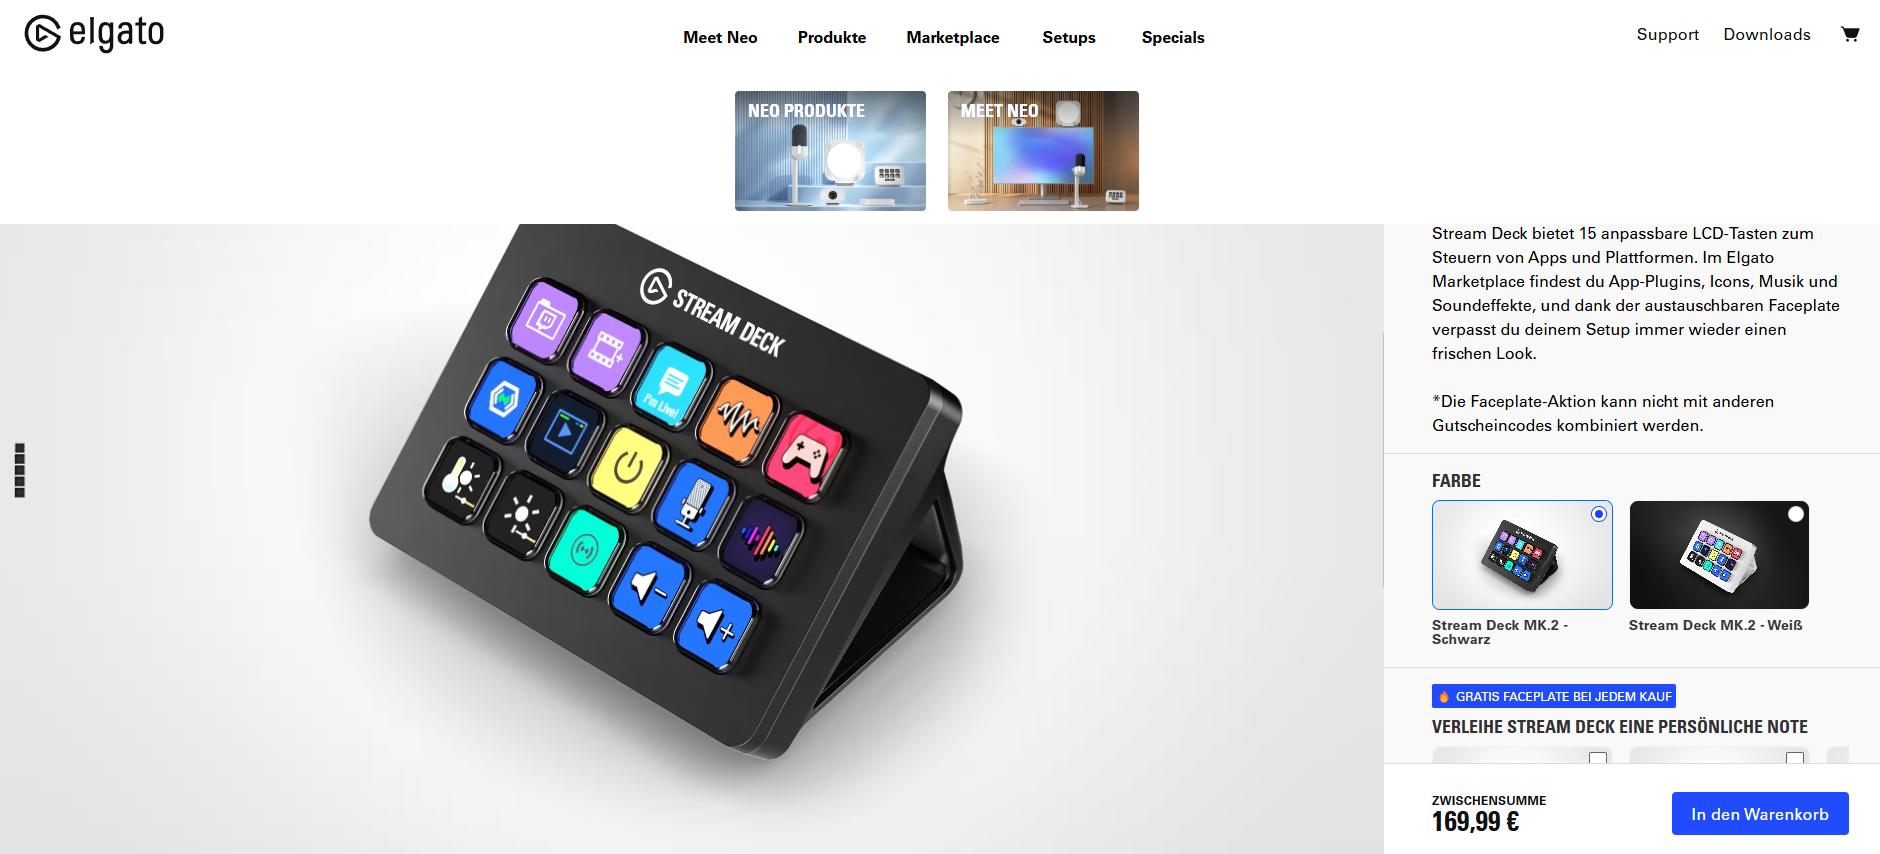 elgato
Meet Neo
Produkte
Marketplace
Setups
Specials
Support
Downloads
NEO PRODUKTE
MEET NEO
STREAM DECK
I'm Live!
Stream Deck bietet 15 anpassbare LCD-Tasten zum
Steuern von Apps und Plattformen. Im Elgato
Marketplace findest du App-Plugins, Icons, Musik und
Soundeffekte, und dank der austauschbaren Faceplate
verpasst du deinem Setup immer wieder einen
frischen Look.
*Die Faceplate-Aktion kann nicht mit anderen
Gutscheincodes kombiniert werden.
FARBE
Stream Deck MK.2 -
Schwarz
Stream Deck MK.2 - Weiß
GRATIS FACEPLATE BEI JEDEM KAUF
VERLEIHE STREAM DECK EINE PERSÖNLICHE NOTE
ZWISCHENSUMME
169,99 €
In den Warenkorb